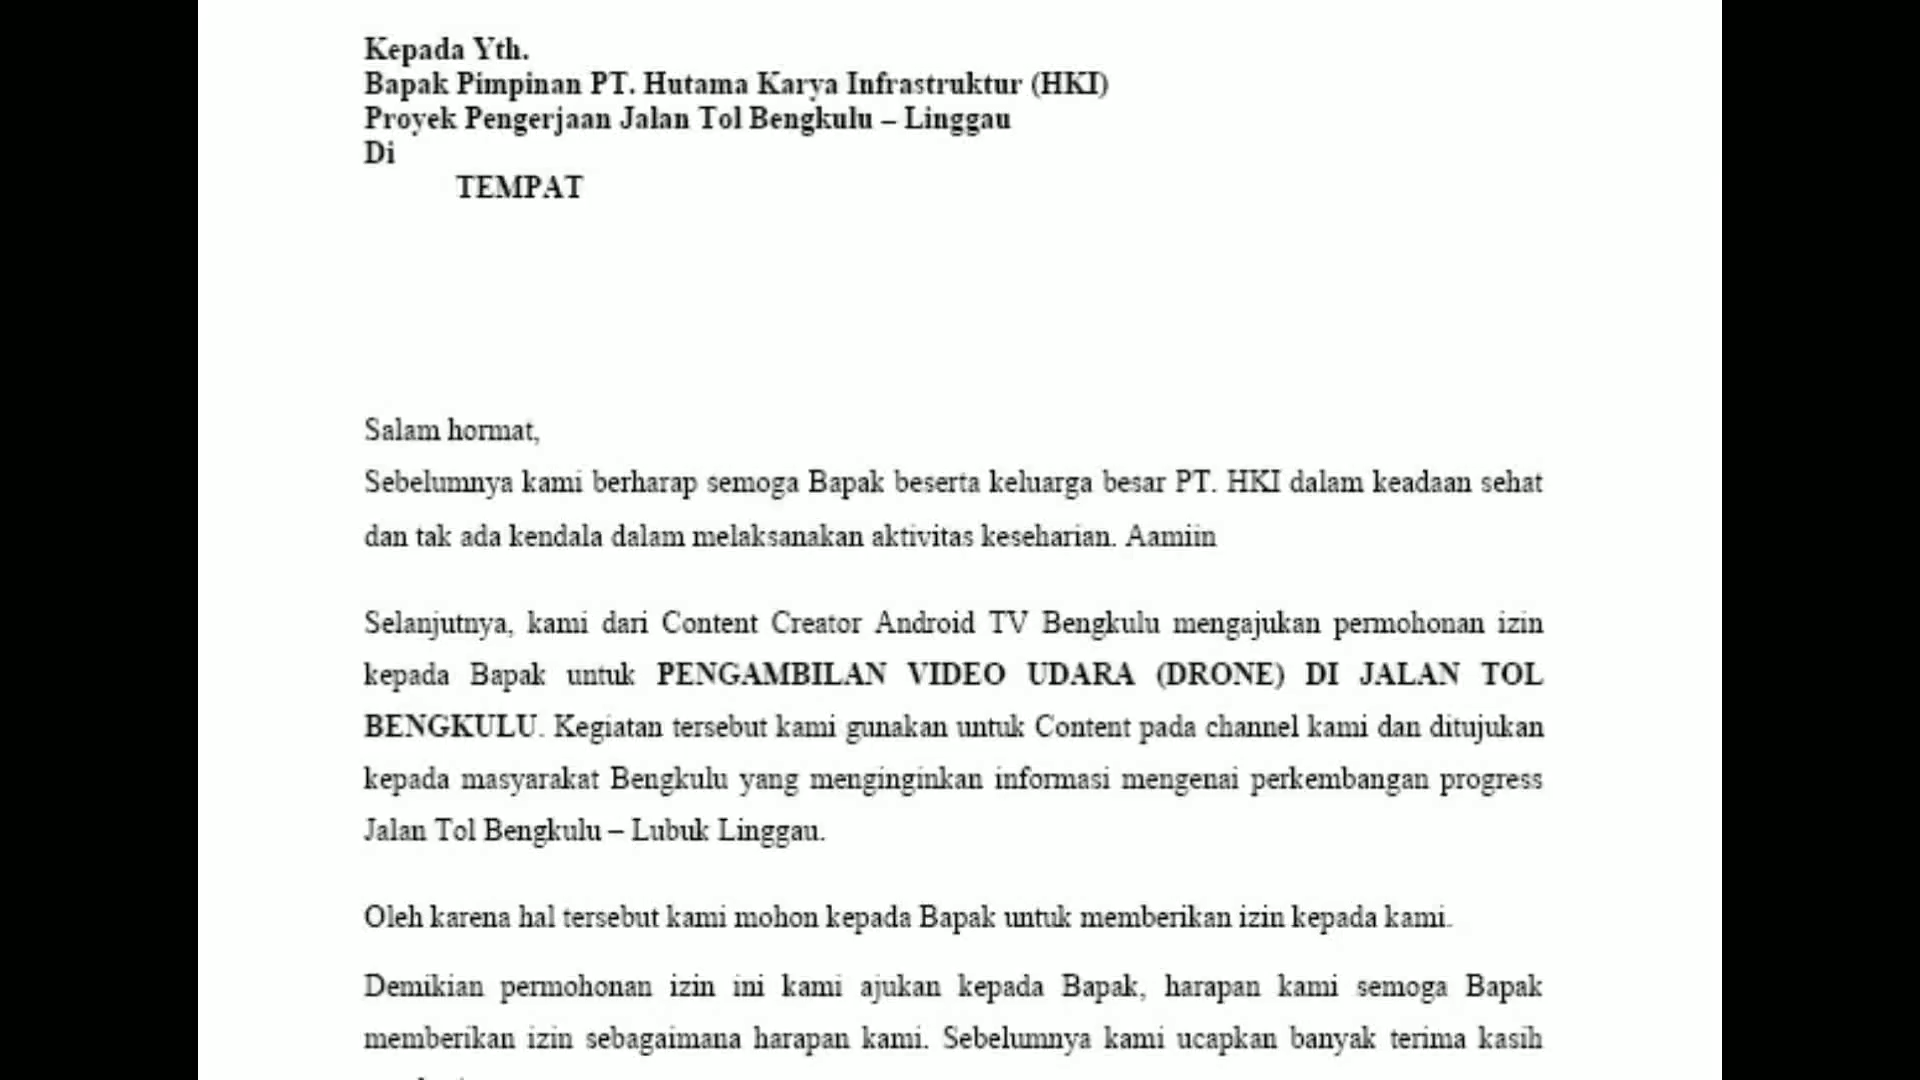 Kepada Yth.
Bapak Pimpinan PT. Hutama Karya Infrastruktur (HKI)
Proyek Pengerjaan Jalan Tol Bengkulu – Linggau
Di
TEMPAT
Salam hormat,
Sebelumnya kami berharap semoga Bapak beserta keluarga besar PT. HKI dalam keadaan sehat
dan tak ada kendala dalam melaksanakan aktivitas keseharian. Aamiin
Selanjutnya, kami dari Content Creator Android TV Bengkulu mengajukan permohonan izin
kepada Bapak untuk PENGAMBILAN VIDEO UDARA (DRONE) DI JALAN TOL
BENGKULU. Kegiatan tersebut kami gunakan untuk Content pada channel kami dan ditujukan
kepada masyarakat Bengkulu yang menginginkan informasi mengenai perkembangan progress
Jalan Tol Bengkulu – Lubuk Linggau.
Oleh karena hal tersebut kami mohon kepada Bapak untuk memberikan izin kepada kami.
Demikian permohonan izin ini kami ajukan kepada Bapak, harapan kami semoga Bapak
memberikan izin sebagaimana harapan kami. Sebelumnya kami ucapkan banyak terima kasih